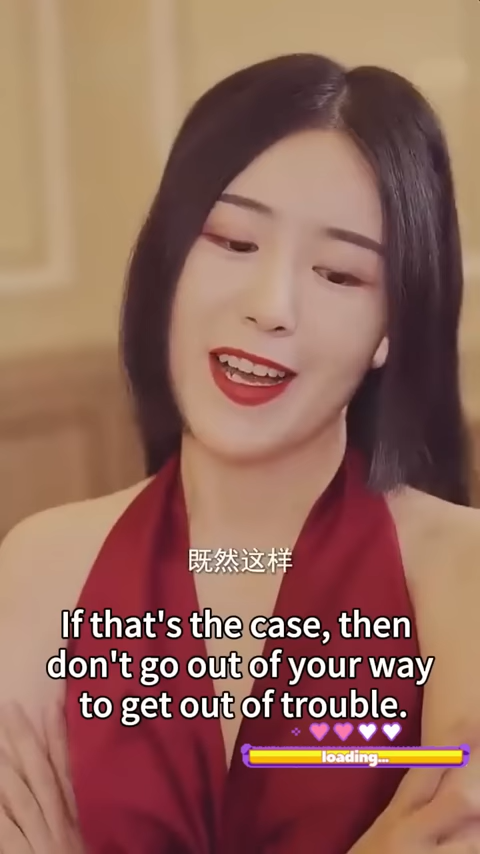 既然这样
If that's the case, then
don't go out of your way
to get out of trouble.
loading...